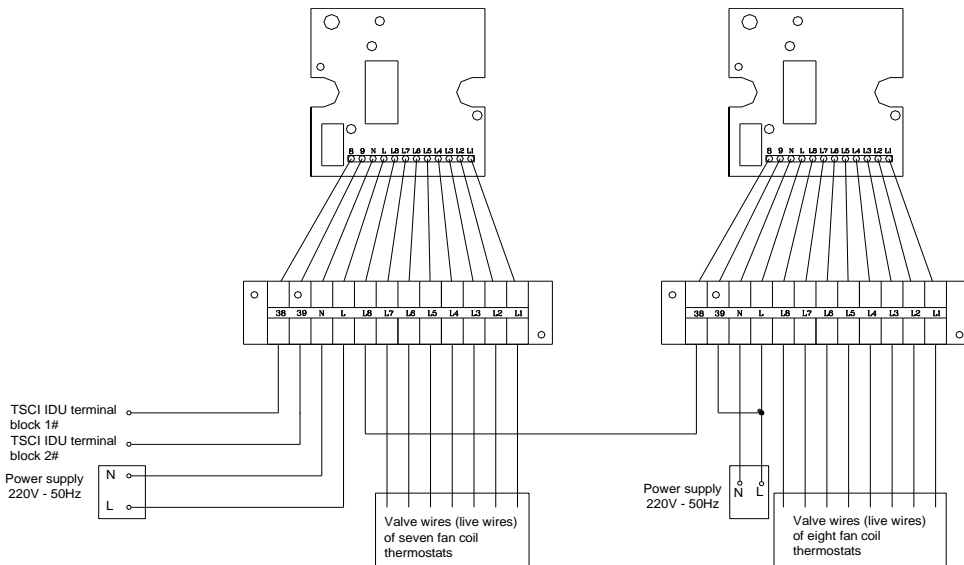 8 9 N L L8 L7 L6 L5 L4 L3 L2 L1
8 9 N L L8 L7 L6 L5 L4 L3 L2 L1
38 39 N L L8 L7 L6 L5 L4 L3 L2 L1
38 39 N L L8 L7 L6 L5 L4 L3 L2 L1
TSCI IDU terminal
block 1#
TSCI IDU terminal
block 2#
Power supply
220V - 50Hz
N
L
Valve wires (live wires)
of seven fan coil
thermostats
Power supply
220V - 50Hz
N L
Valve wires (live wires)
of eight fan coil
thermostats